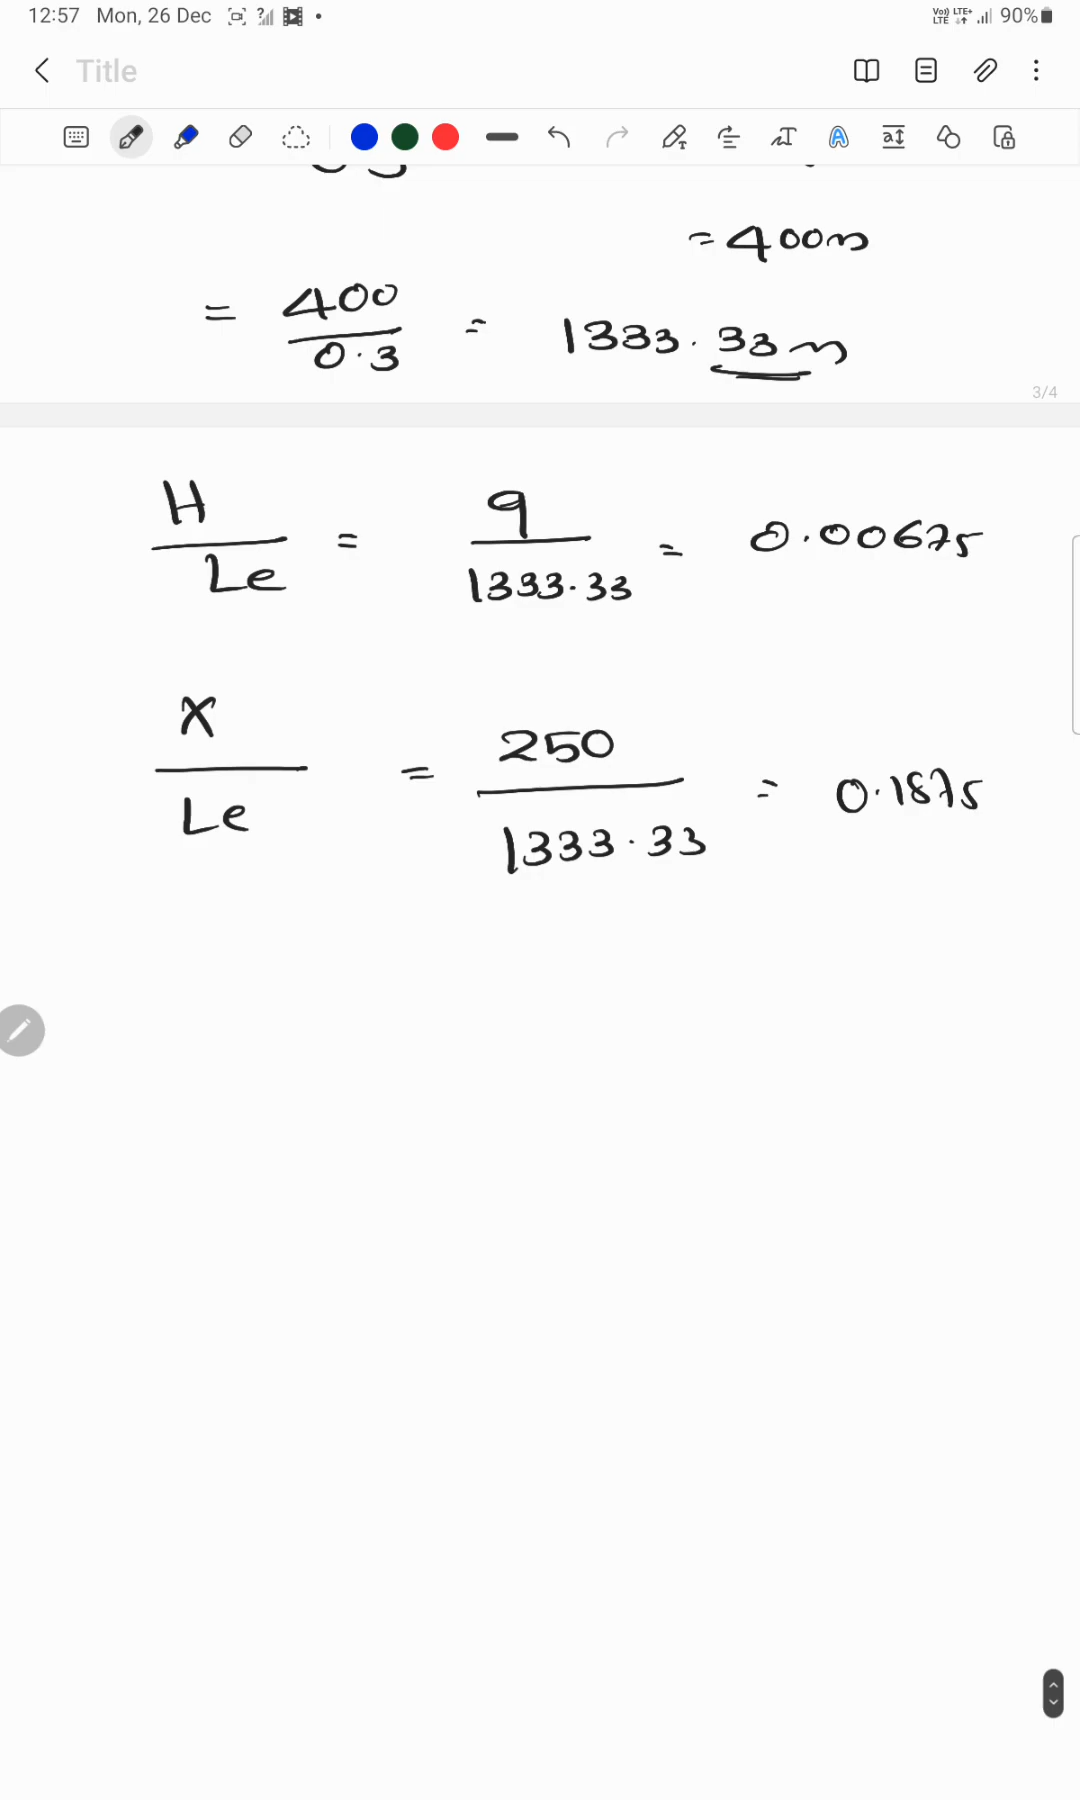 12:57 Mon, 26 Dec 90%
Title
= 400m
= 400/0.3 = 1333.33m
3/4
H/Le = 9/1333.33 = 0.00675
X/Le = 250/1333.33 = 0.1875